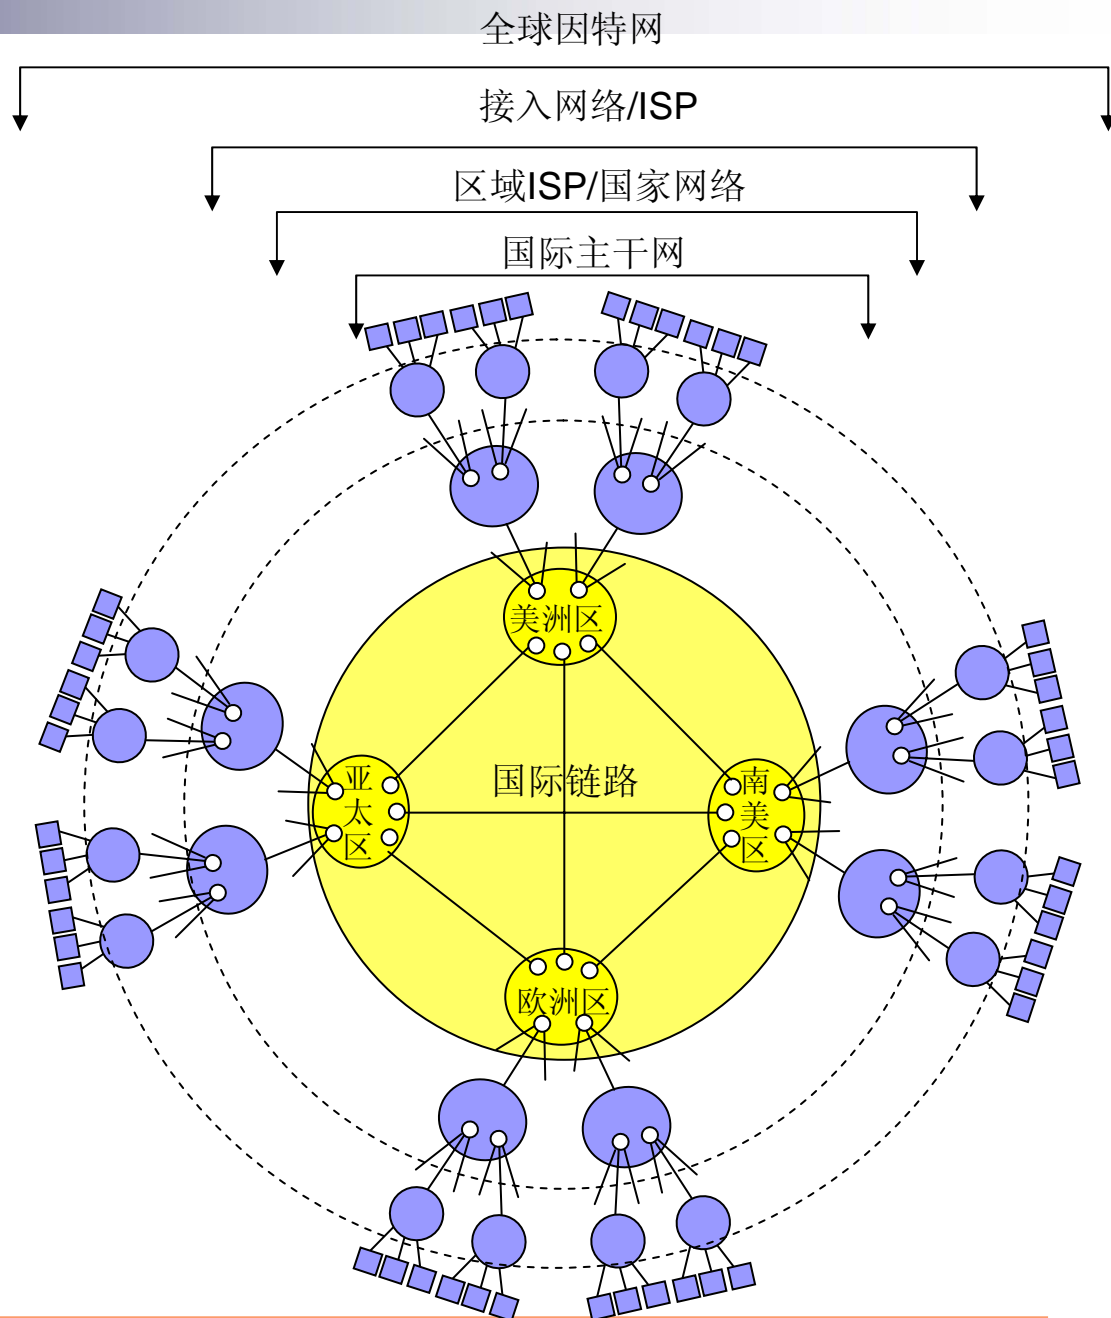 全球因特网
接入网络/ISP
区域ISP/国家网络
国际主干网
美洲区
亚
太
区
国际链路
南
美
区
欧洲区